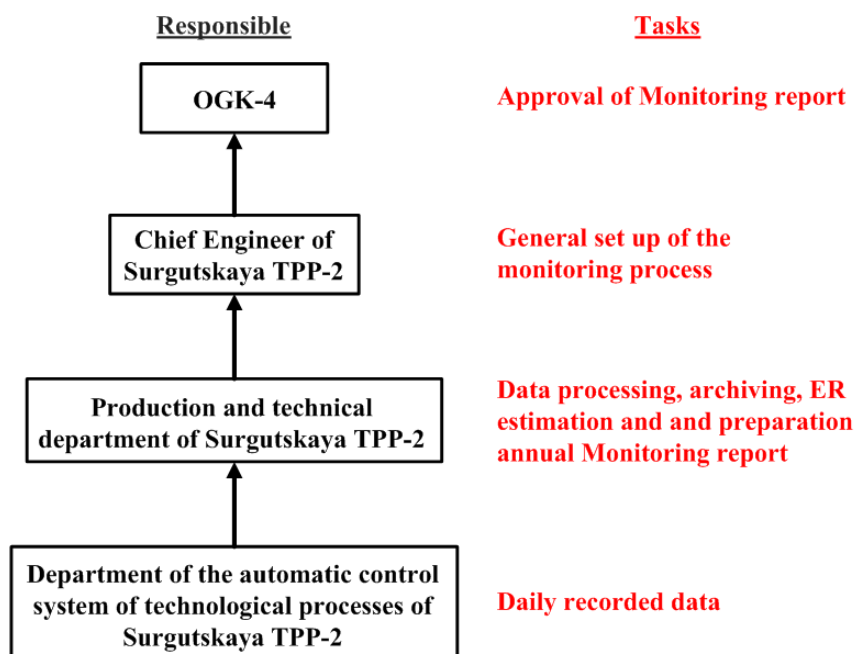 Responsible
Tasks
OGK-4
Approval of Monitoring report
Chief Engineer of
Surgutskaya TPP-2
General set up of the
monitoring process
Production and technical
department of Surgutskaya TPP-2
Data processing, archiving, ER
estimation and and preparation
annual Monitoring report
Department of the automatic control
system of technological processes of
Surgutskaya TPP-2
Daily recorded data